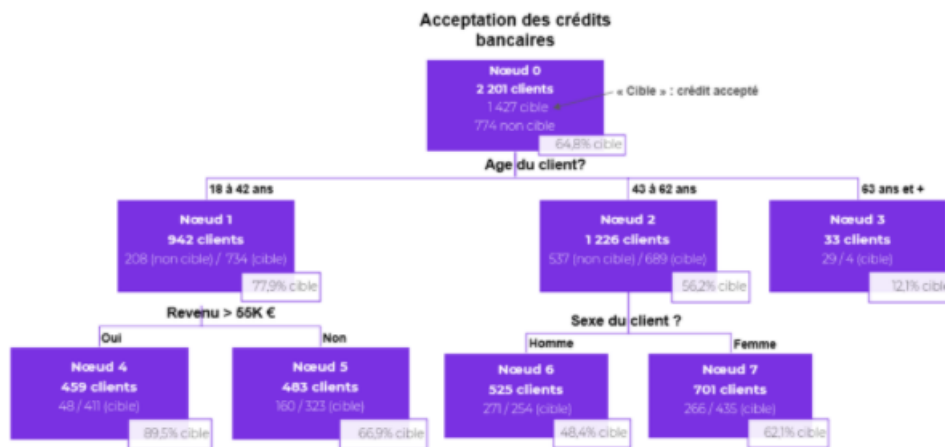 Acceptation des crédits
bancaires
Nœud 0
2 201 clients
1 427 cible
774 non cible
« Cible » : crédit accepté
64,8% cible
Age du client?
18 à 42 ans
43 à 62 ans
63 ans et +
Nœud 1
942 clients
208 (non cible) / 734 (cible)
77,9% cible
Nœud 2
1 226 clients
537 (non cible) / 689 (cible)
56,2% cible
Nœud 3
33 clients
29 / 4 (cible)
12,1% cible
Revenu > 55K €
Oui
Non
Sexe du client ?
Homme
Femme
Nœud 4
459 clients
48 / 411 (cible)
89,5% cible
Nœud 5
483 clients
160 / 323 (cible)
66,9% cible
Nœud 6
525 clients
271 / 254 (cible)
48,4% cible
Nœud 7
701 clients
266 / 435 (cible)
62,1% cible